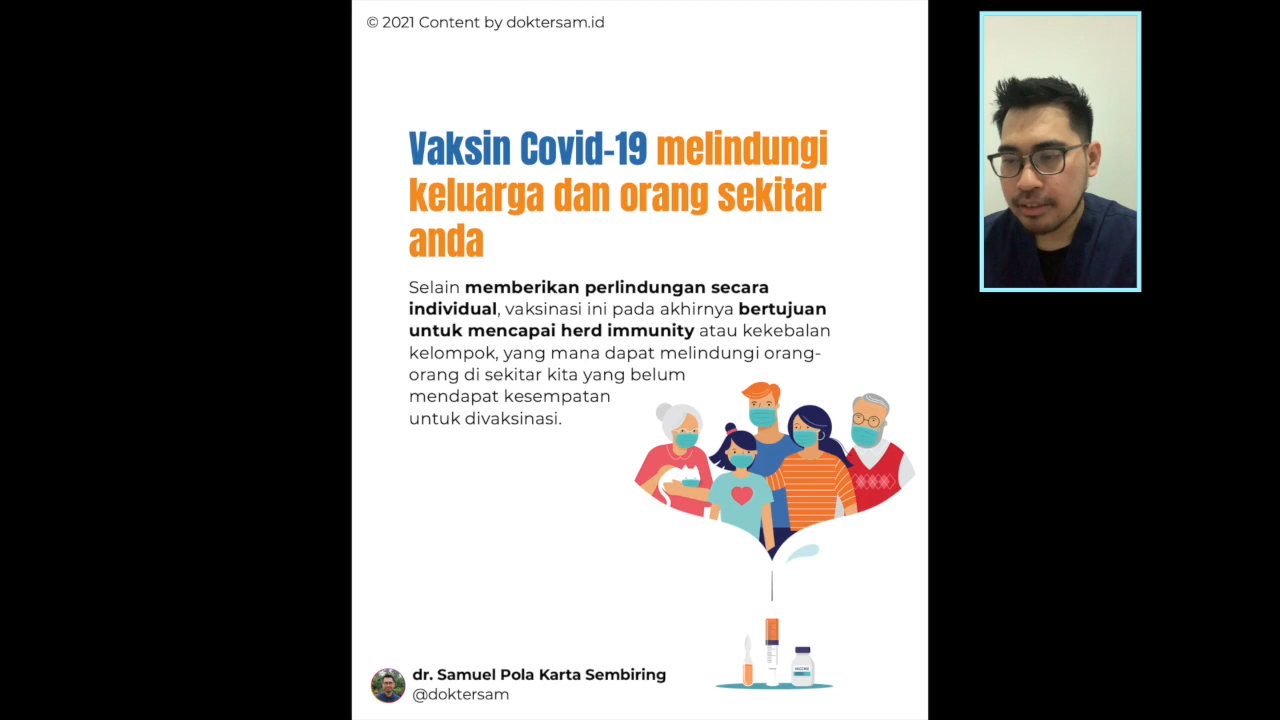 © 2021 Content by doktersam.id
Vaksin Covid-19 melindungi
keluarga dan orang sekitar
anda
Selain memberikan perlindungan secara
individual, vaksinasi ini pada akhirnya bertujuan
untuk mencapai herd immunity atau kekebalan
kelompok, yang mana dapat melindungi orang-
orang di sekitar kita yang belum
mendapat kesempatan
untuk divaksinasi.
VACCINE
dr. Samuel Pola Karta Sembiring
@doktersam